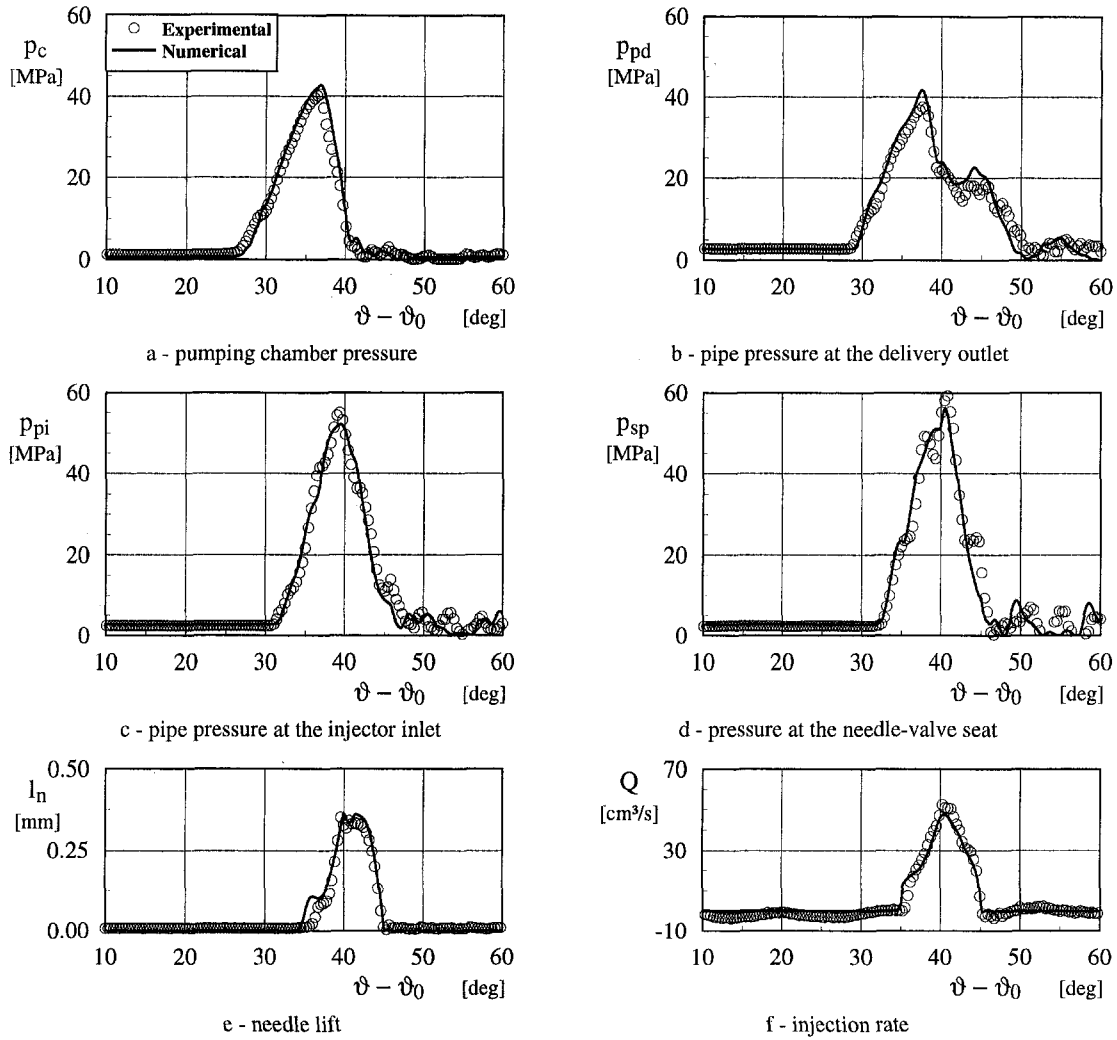 60
p_c
[MPa]
40
20
0
Experimental
Numerical
10 20 30 40 50 60
ϑ – ϑ₀ [deg]
a - pumping chamber pressure
60
p_pd
[MPa]
40
20
0
10 20 30 40 50 60
ϑ – ϑ₀ [deg]
b - pipe pressure at the delivery outlet
60
p_pi
[MPa]
40
20
0
10 20 30 40 50 60
ϑ – ϑ₀ [deg]
c - pipe pressure at the injector inlet
60
p_sp
[MPa]
40
20
0
10 20 30 40 50 60
ϑ – ϑ₀ [deg]
d - pressure at the needle-valve seat
0.50
l_n
[mm]
0.25
0.00
10 20 30 40 50 60
ϑ – ϑ₀ [deg]
e - needle lift
70
Q
[cm³/s]
30
-10
10 20 30 40 50 60
ϑ – ϑ₀ [deg]
f - injection rate